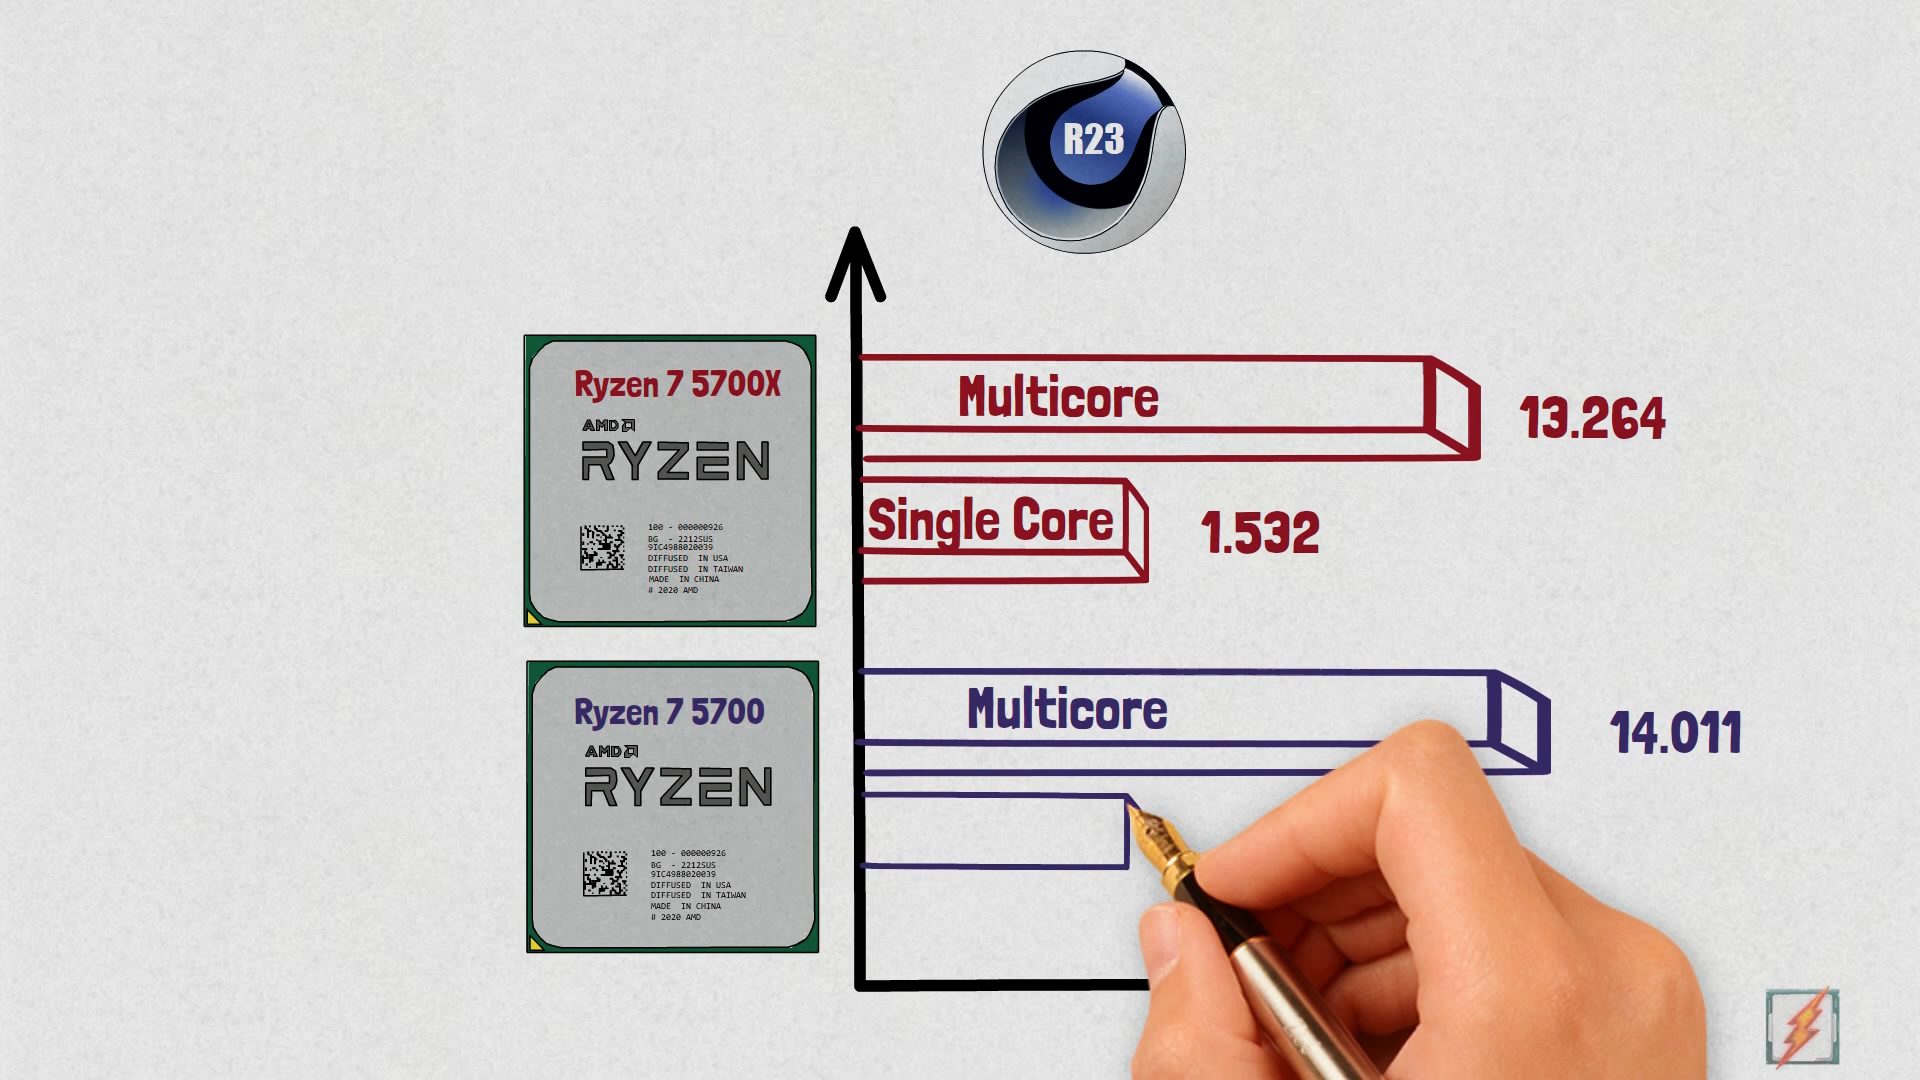 R23
Ryzen 7 5700X
AMD
RYZEN
100 - 000000926
BG - 2212SUS
9IC4988020039
DIFFUSED IN USA
DIFFUSED IN TAIWAN
MADE IN CHINA
# 2020 AMD
Multicore
13.264
Single Core
1.532
Ryzen 7 5700
AMD
RYZEN
100 - 000000926
BG - 2212SUS
9IC4988020039
DIFFUSED IN USA
DIFFUSED IN TAIWAN
MADE IN CHINA
# 2020 AMD
Multicore
14.011